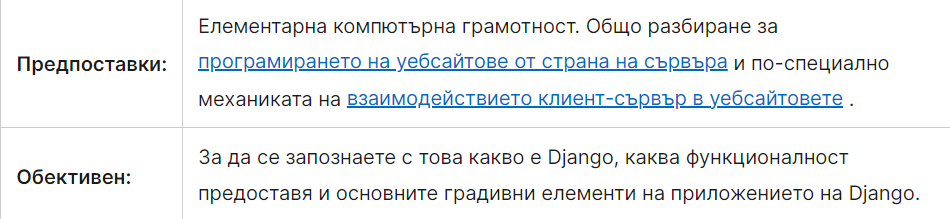 Предпоставки:
Елементарна компютърна грамотност. Общо разбиране за
програмирането на уебсайтове от страна на сървъра и по-специално
механиката на взаимодействието клиент-сървър в уебсайтовете .
Обективен:
За да се запознаете с това какво е Django, каква функционалност
предоставя и основните градивни елементи на приложението на Django.